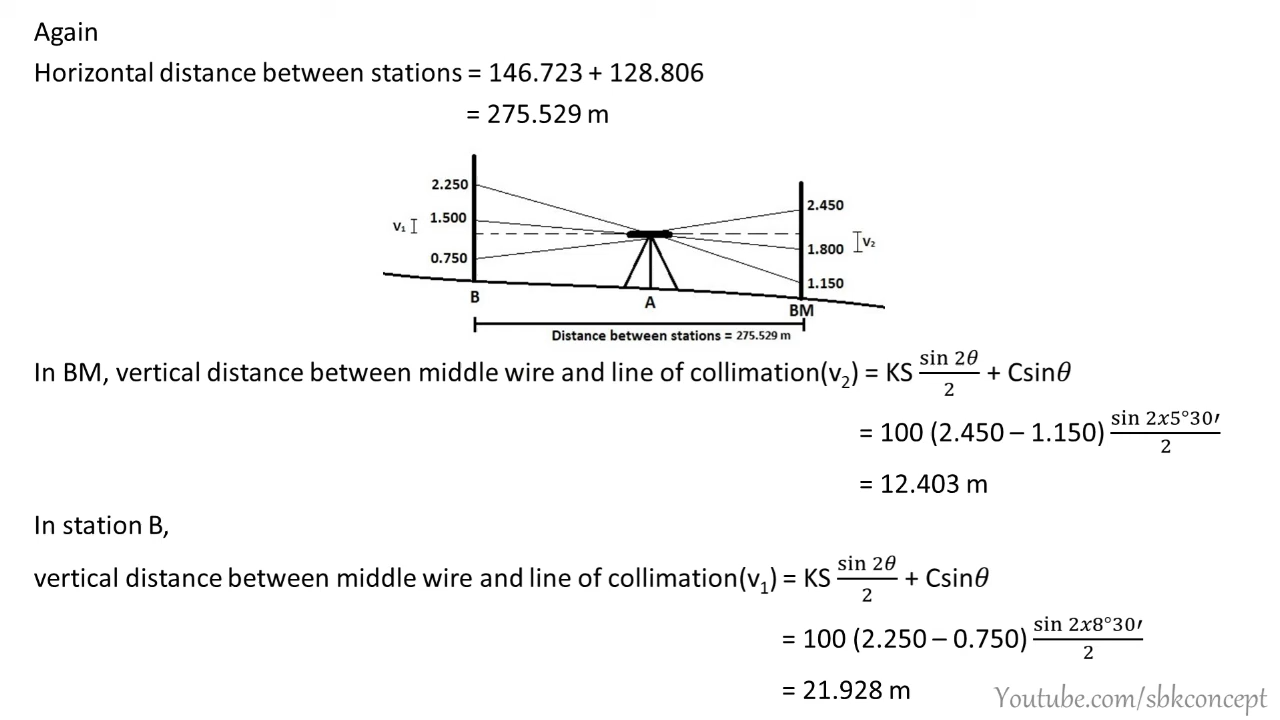 Again
Horizontal distance between stations = 146.723 + 128.806
= 275.529 m
2.250
1.500
V₁
0.750
2.450
1.800
V₂
1.150
B
A
BM
Distance between stations = 275.529 m
In BM, vertical distance between middle wire and line of collimation(v₂) = KS sin 2θ/2 + Csinθ
= 100 (2.450 – 1.150) sin 2x5°30′/2
= 12.403 m
In station B,
vertical distance between middle wire and line of collimation(v₁) = KS sin 2θ/2 + Csinθ
= 100 (2.250 – 0.750) sin 2x8°30′/2
= 21.928 m
Youtube.com/sbkconcept